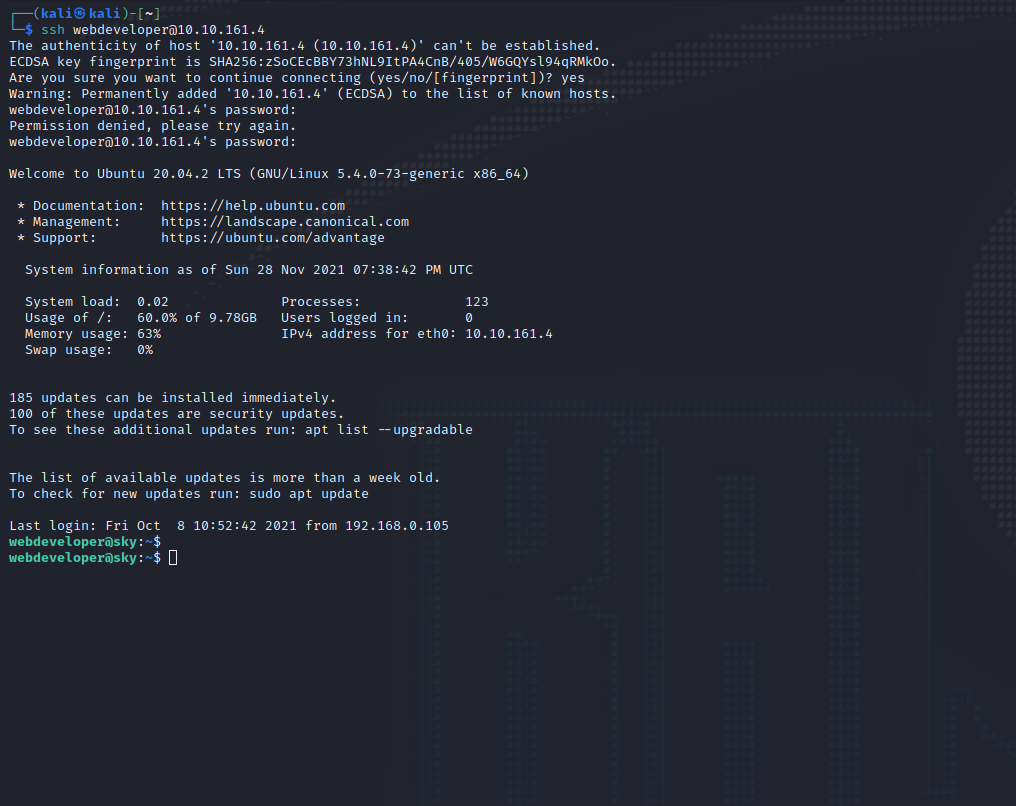 ┌──(kali㉿kali)-[~]
└─$ ssh webdeveloper@10.10.161.4
The authenticity of host '10.10.161.4 (10.10.161.4)' can't be established.
ECDSA key fingerprint is SHA256:zSoCEcBBY73hNL9ItPA4CnB/405/W6GQYsl94qRMkOo.
Are you sure you want to continue connecting (yes/no/[fingerprint])? yes
Warning: Permanently added '10.10.161.4' (ECDSA) to the list of known hosts.
webdeveloper@10.10.161.4's password:
Permission denied, please try again.
webdeveloper@10.10.161.4's password:
Welcome to Ubuntu 20.04.2 LTS (GNU/Linux 5.4.0-73-generic x86_64)
* Documentation:  https://help.ubuntu.com
* Management:     https://landscape.canonical.com
* Support:        https://ubuntu.com/advantage
System information as of Sun 28 Nov 2021 07:38:42 PM UTC
System load:  0.02              Processes:             123
Usage of /:   60.0% of 9.78GB   Users logged in:       0
Memory usage: 63%               IPv4 address for eth0: 10.10.161.4
Swap usage:   0%
185 updates can be installed immediately.
100 of these updates are security updates.
To see these additional updates run: apt list --upgradable
The list of available updates is more than a week old.
To check for new updates run: sudo apt update
Last login: Fri Oct  8 10:52:42 2021 from 192.168.0.105
webdeveloper@sky:~$
webdeveloper@sky:~$